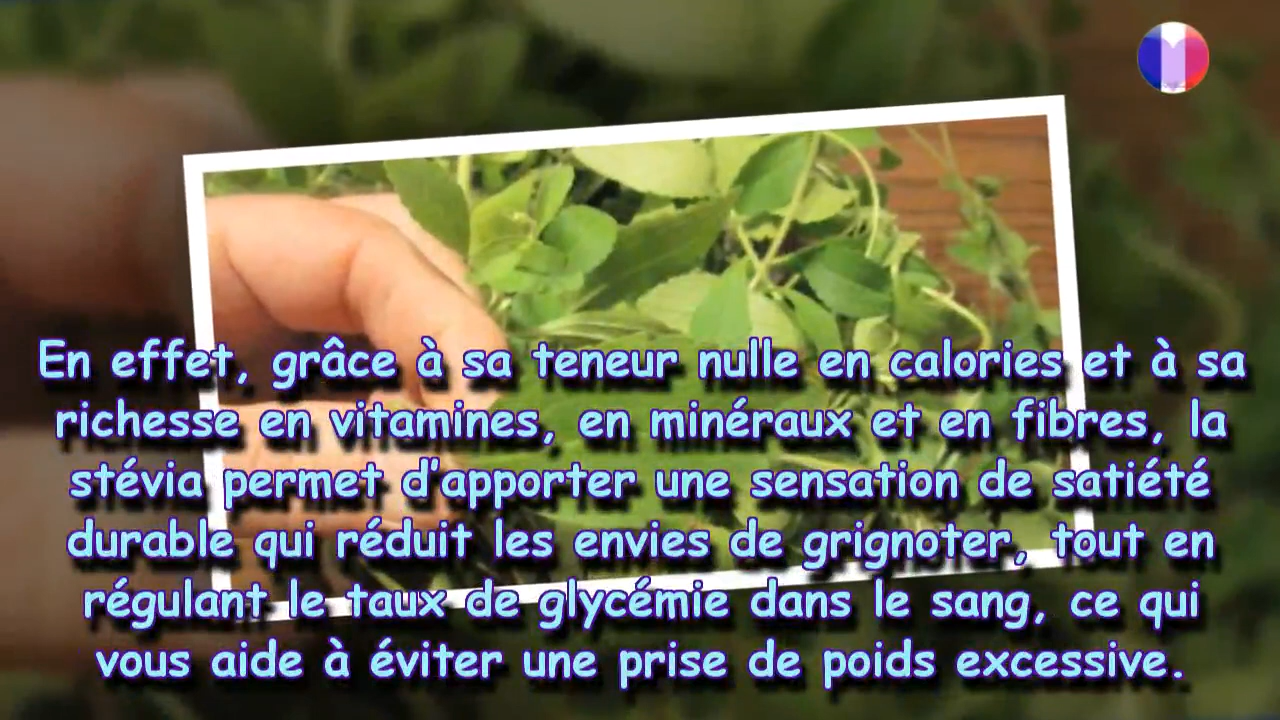 En effet, grâce à sa teneur nulle en calories et à sa
richesse en vitamines, en minéraux et en fibres, la
stévia permet d'apporter une sensation de satiété
durable qui réduit les envies de grignoter, tout en
régulant le taux de glycémie dans le sang, ce qui
vous aide à éviter une prise de poids excessive.